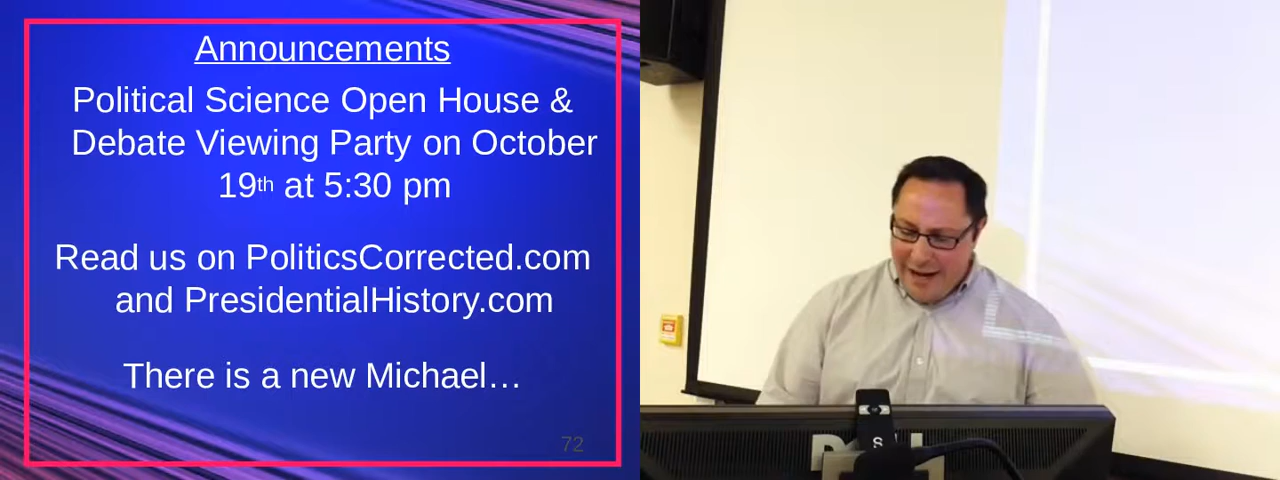 Announcements
Political Science Open House &
Debate Viewing Party on October
19th at 5:30 pm
Read us on PoliticsCorrected.com
and PresidentialHistory.com
There is a new Michael…
72